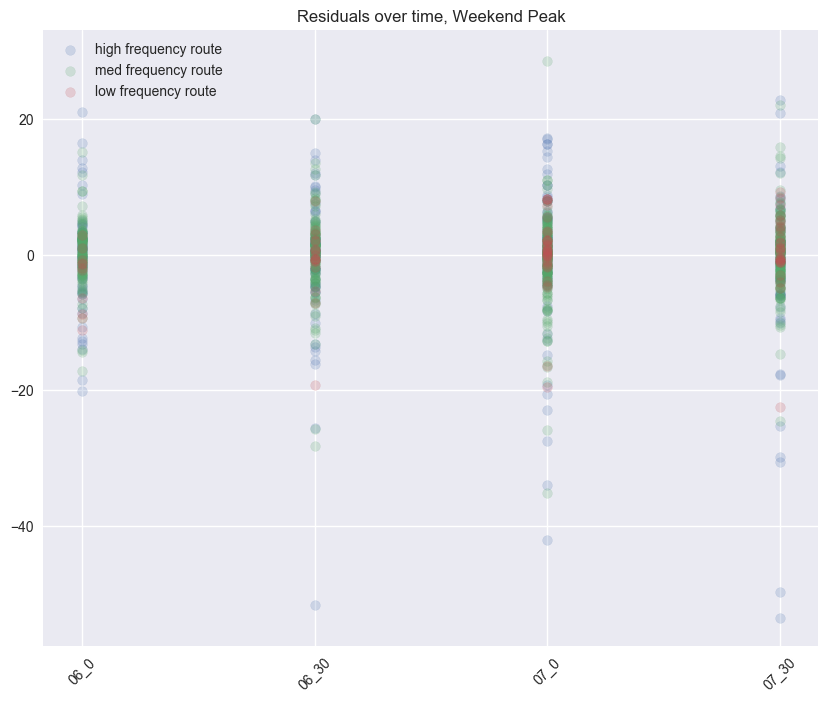 Residuals over time, Weekend Peak
high frequency route
med frequency route
low frequency route
20
0
−20
−40
06_0
06_30
07_0
07_30